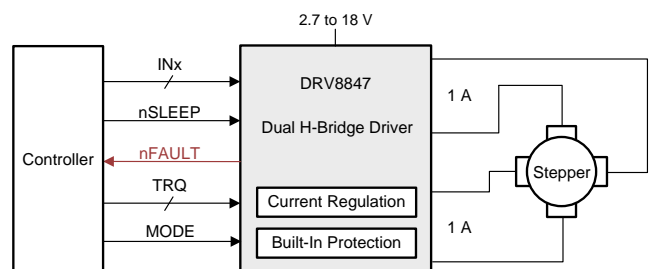 2.7 to 18 V
Controller
INx
nSLEEP
nFAULT
TRQ
MODE
DRV8847
Dual H-Bridge Driver
Current Regulation
Built-In Protection
1 A
1 A
Stepper